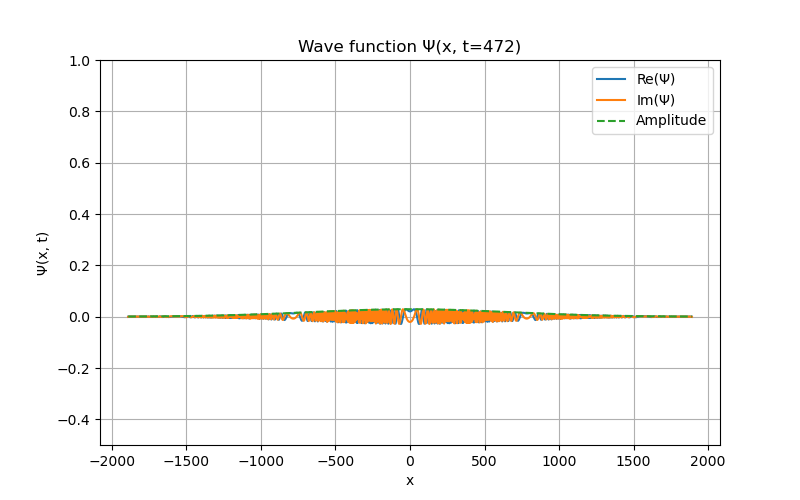 Wave function Ψ(x, t=472)
Re(Ψ)
Im(Ψ)
Amplitude
Ψ(x, t)
1.0
0.8
0.6
0.4
0.2
0.0
−0.2
−0.4
−2000 −1500 −1000 −500 0 500 1000 1500 2000
x